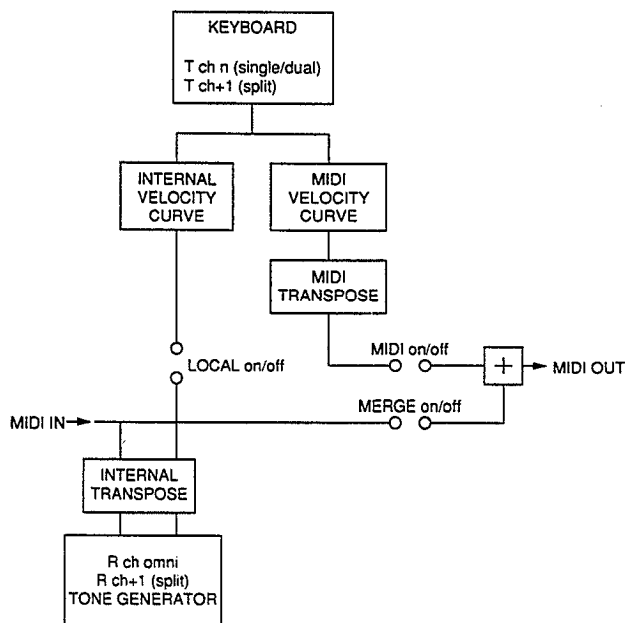 KEYBOARD
T ch n (single/dual)
T ch+1 (split)
INTERNAL
VELOCITY
CURVE
MIDI
VELOCITY
CURVE
MIDI
TRANSPOSE
LOCAL on/off
MIDI on/off
+
MIDI OUT
MERGE on/off
MIDI IN
INTERNAL
TRANSPOSE
R ch omni
R ch+1 (split)
TONE GENERATOR